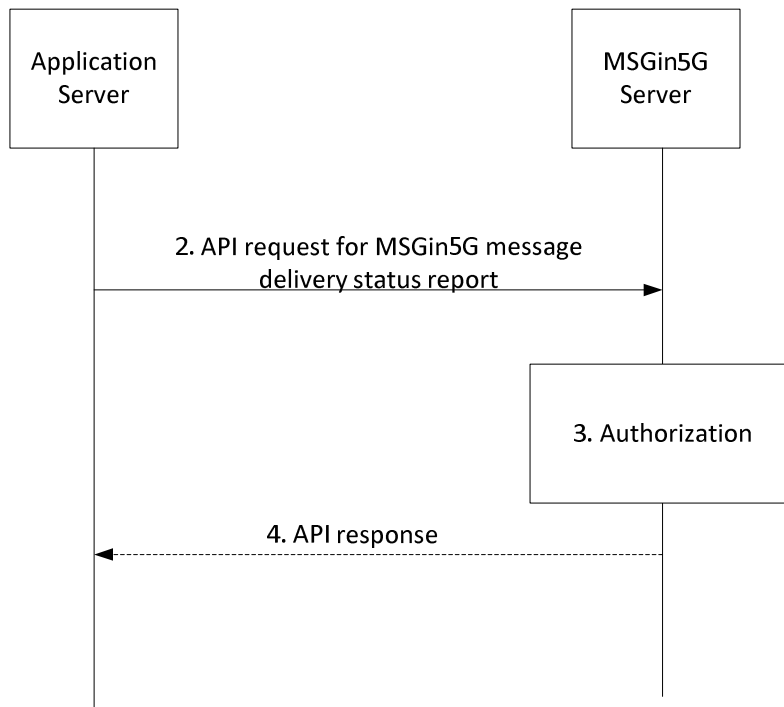 Application
Server
MSGin5G
Server
2. API request for MSGin5G message
delivery status report
3. Authorization
4. API response